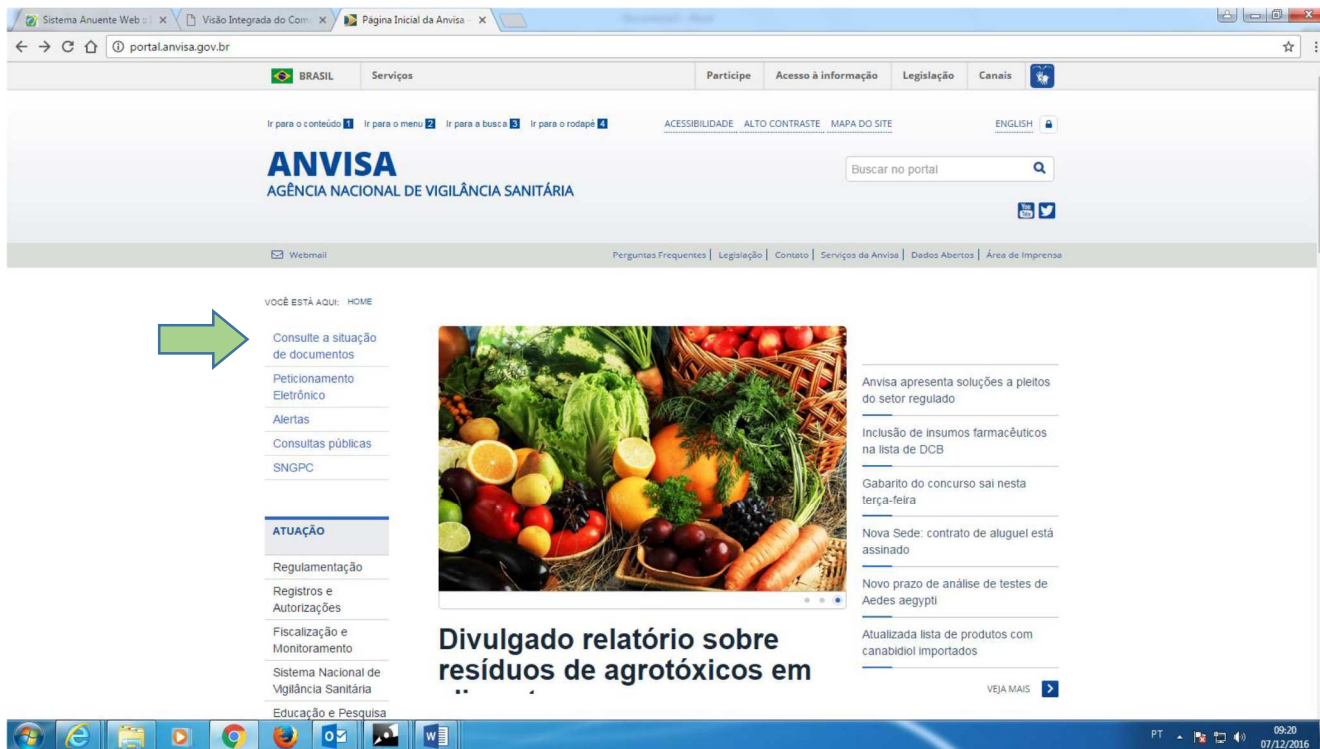 Sistema Anuente Web
Visão Integrada do Com
Página Inicial da Anvisa -
portal.anvisa.gov.br
BRASIL Serviços Participe Acesso à informação Legislação Canais
Ir para o conteúdo 1 Ir para o menu 2 Ir para a busca 3 Ir para o rodapé 4 ACESSIBILIDADE ALTO CONTRASTE MAPA DO SITE ENGLISH
ANVISA
AGÊNCIA NACIONAL DE VIGILÂNCIA SANITÁRIA
Buscar no portal
You Tube
Webmail Perguntas Frequentes | Legislação | Contato | Serviços da Anvisa | Dados Abertos | Área de Imprensa
VOCÊ ESTÁ AQUI: HOME
Consulte a situação
de documentos
Peticionamento
Eletrônico
Alertas
Consultas públicas
SNGPC
ATUAÇÃO
Regulamentação
Registros e
Autorizações
Fiscalização e
Monitoramento
Sistema Nacional de
Vigilância Sanitária
Educação e Pesquisa
Divulgado relatório sobre
resíduos de agrotóxicos em
Anvisa apresenta soluções a pleitos
do setor regulado
Inclusão de insumos farmacêuticos
na lista de DCB
Gabarito do concurso sai nesta
terça-feira
Nova Sede: contrato de aluguel está
assinado
Novo prazo de análise de testes de
Aedes aegypti
Atualizada lista de produtos com
canabidiol importados
VEJA MAIS
PT 09:20
07/12/2016